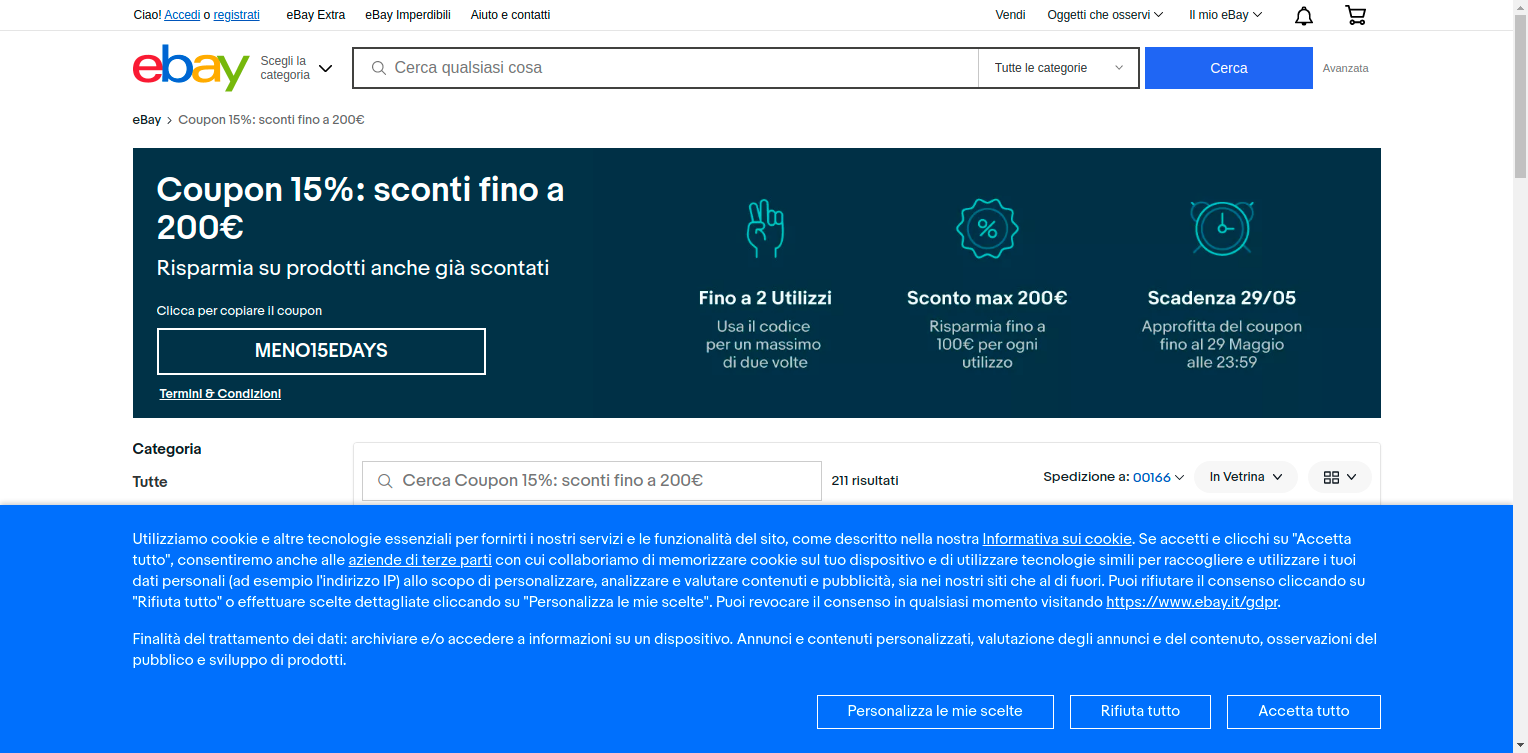 Ciao! Accedi o registrati eBay Extra eBay Imperdibili Aiuto e contatti Vendi Oggetti che osservi Il mio eBay
ebay
Scegli la
categoria
Cerca qualsiasi cosa
Tutte le categorie
Cerca
Avanzata
eBay Coupon 15%: sconti fino a 200€
Coupon 15%: sconti fino a
200€
Risparmia su prodotti anche già scontati
Clicca per copiare il coupon
MENO15EDAYS
Termini & Condizioni
Fino a 2 Utilizzi
Usa il codice
per un massimo
di due volte
%
Sconto max 200€
Risparmia fino a
100€ per ogni
utilizzo
Scadenza 29/05
Approfitta del coupon
fino al 29 Maggio
alle 23:59
Categoria
Tutte
Cerca Coupon 15%: sconti fino a 200€
211 risultati
Spedizione a: 00166
In Vetrina
Utilizziamo cookie e altre tecnologie essenziali per fornirti i nostri servizi e le funzionalità del sito, come descritto nella nostra Informativa sui cookie. Se accetti e clicchi su "Accetta
tutto", consentiremo anche alle aziende di terze parti con cui collaboriamo di memorizzare cookie sul tuo dispositivo e di utilizzare tecnologie simili per raccogliere e utilizzare i tuoi
dati personali (ad esempio l'indirizzo IP) allo scopo di personalizzare, analizzare e valutare contenuti e pubblicità, sia nei nostri siti che al di fuori. Puoi rifiutare il consenso cliccando su
"Rifiuta tutto" o effettuare scelte dettagliate cliccando su "Personalizza le mie scelte". Puoi revocare il consenso in qualsiasi momento visitando https://www.ebay.it/gdpr.
Finalità del trattamento dei dati: archiviare e/o accedere a informazioni su un dispositivo. Annunci e contenuti personalizzati, valutazione degli annunci e del contenuto, osservazioni del
pubblico e sviluppo di prodotti.
Personalizza le mie scelte
Rifiuta tutto
Accetta tutto